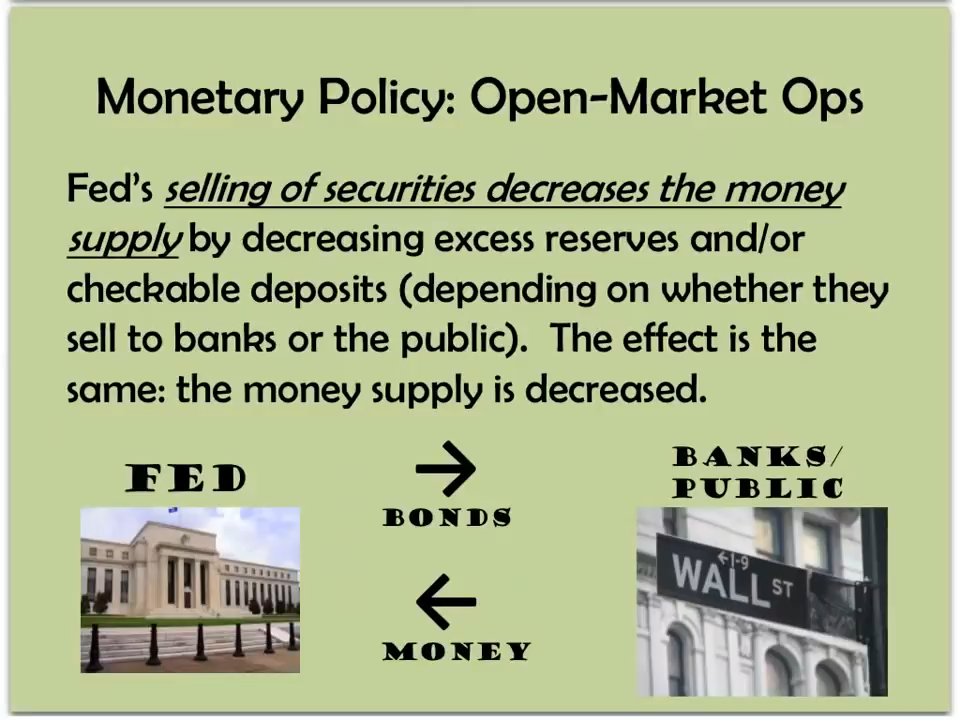 Monetary Policy: Open-Market Ops
Fed's selling of securities decreases the money
supply by decreasing excess reserves and/or
checkable deposits (depending on whether they
sell to banks or the public).  The effect is the
same: the money supply is decreased.
FED
→
BONDS
BANKS/
PUBLIC
←
MONEY
←1-9
WALL ST